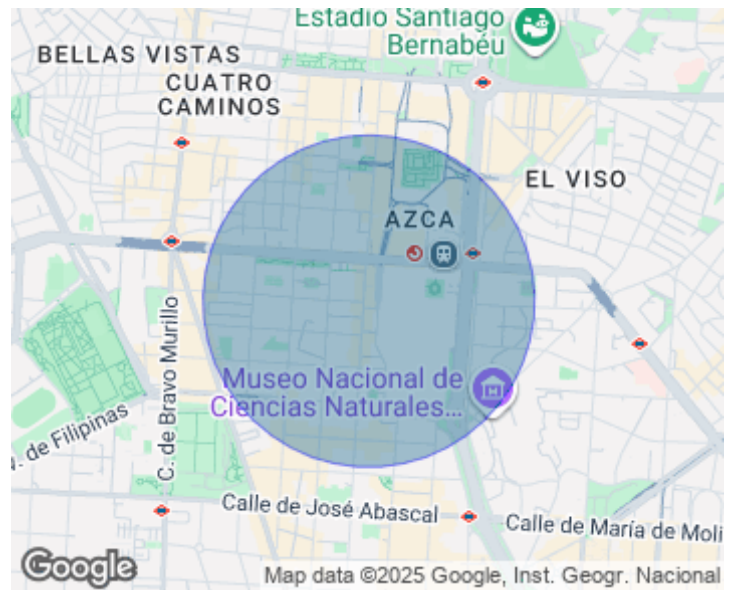 Estadio Santiago
Bernabéu
BELLAS VISTAS
CUATRO
CAMINOS
EL VISO
AZCA
C. de Bravo Murillo
Museo Nacional de
Ciencias Naturales...
de Filipinas
Calle de José Abascal
Calle de María de Moli
Google
Map data ©2025 Google, Inst. Geogr. Nacional